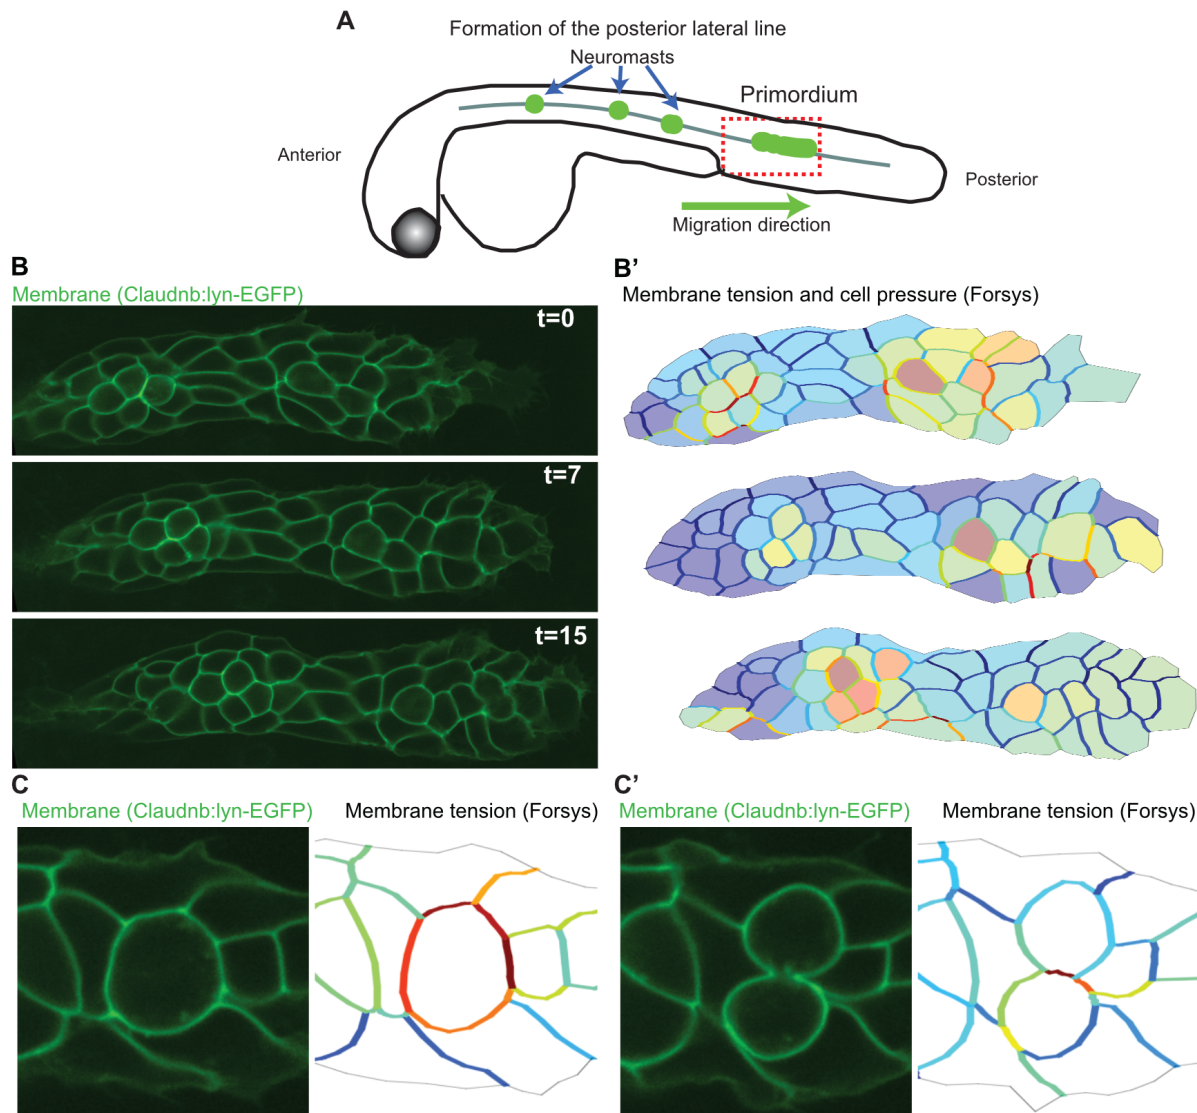 A
Formation of the posterior lateral line
Neuromasts
Primordium
Anterior
Posterior
Migration direction
B
Membrane (Claudnb:lyn-EGFP)
t=0
t=7
t=15
B’
Membrane tension and cell pressure (Forsys)
C
Membrane (Claudnb:lyn-EGFP)
Membrane tension (Forsys)
C’
Membrane (Claudnb:lyn-EGFP)
Membrane tension (Forsys)